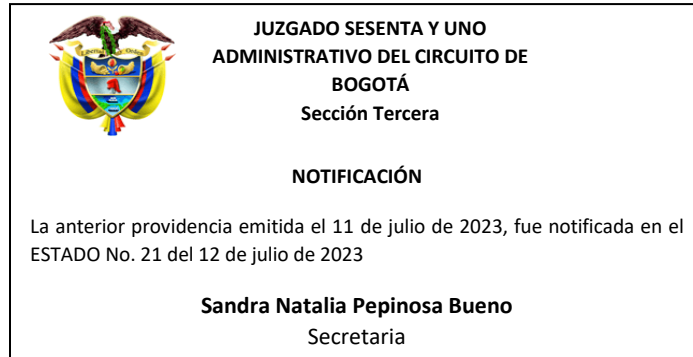 JUZGADO SESENTA Y UNO
ADMINISTRATIVO DEL CIRCUITO DE
BOGOTÁ
Sección Tercera
NOTIFICACIÓN
La anterior providencia emitida el 11 de julio de 2023, fue notificada en el
ESTADO No. 21 del 12 de julio de 2023
Sandra Natalia Pepinosa Bueno
Secretaria